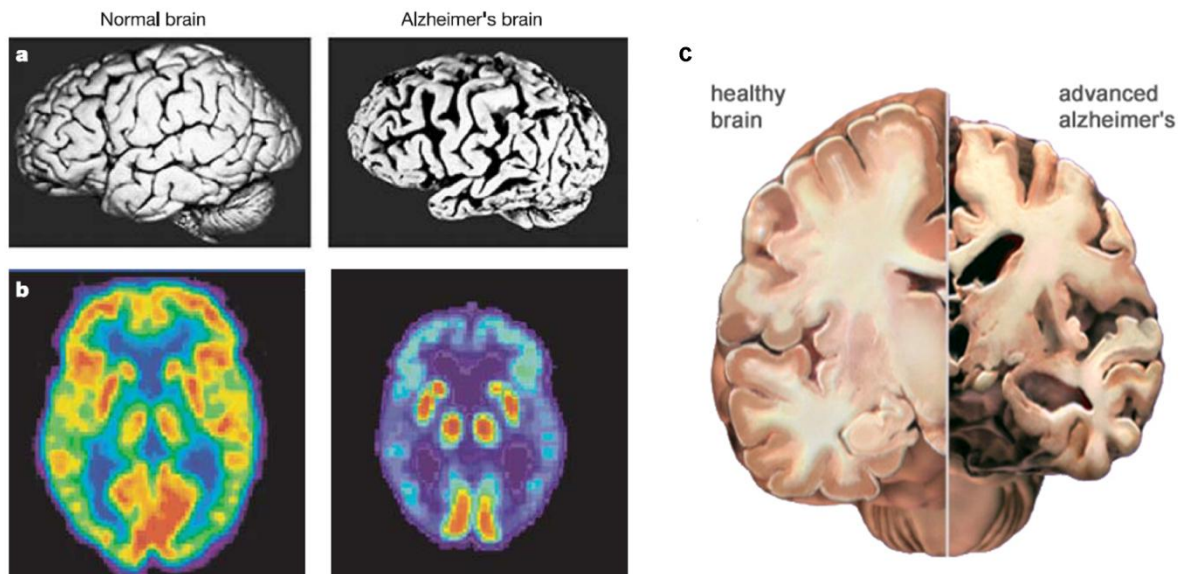 Normal brain
Alzheimer's brain
a
b
c
healthy
brain
advanced
alzheimer's